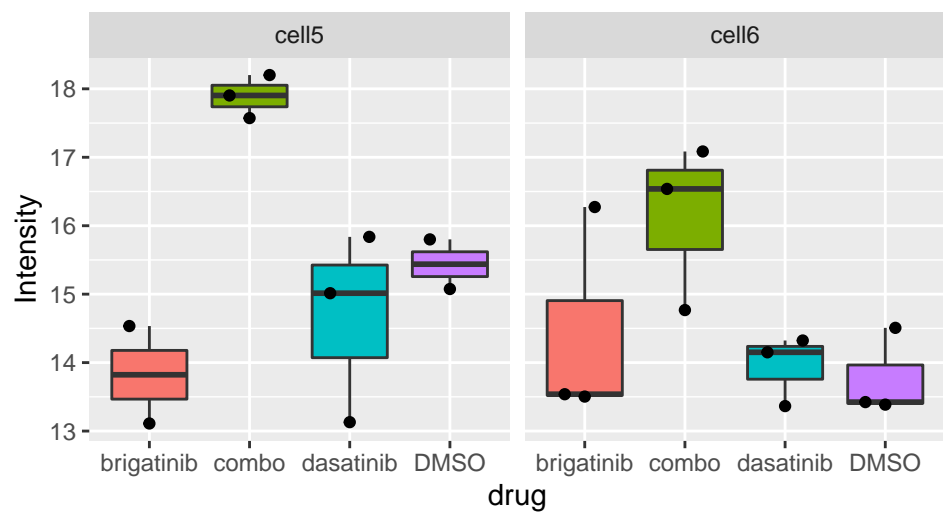 cell5 cell6
18
17
16
15
14
13
Intensity
brigatinib combo dasatinib DMSO brigatinib combo dasatinib DMSO
drug